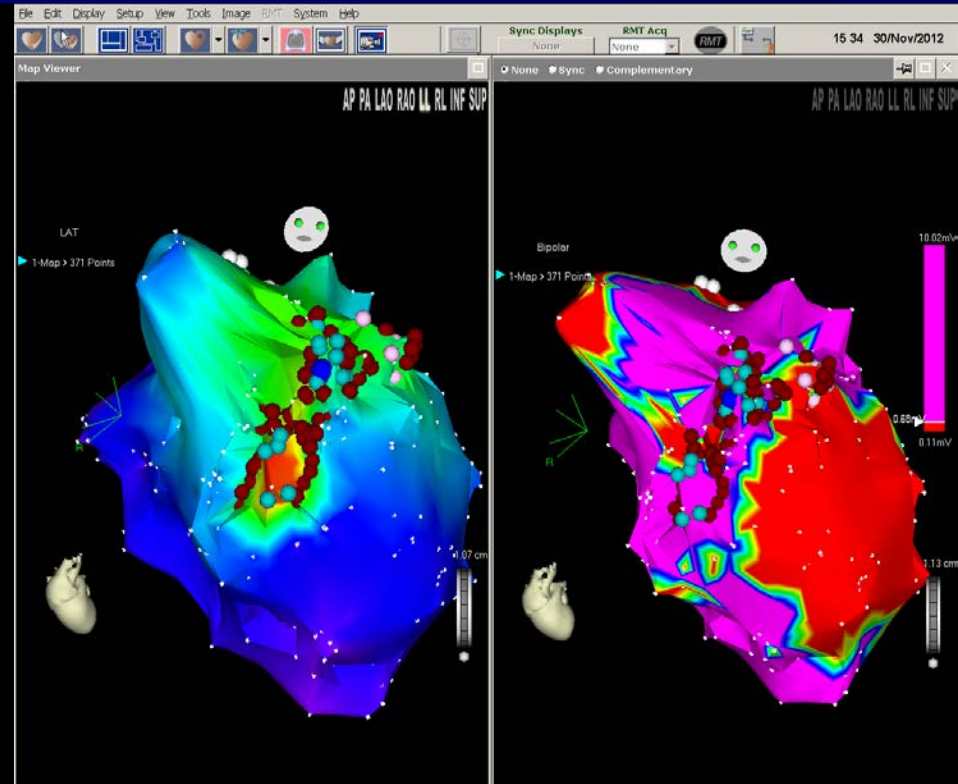 File Edit Display Setup View Tools Image RMT System Help
Sync Displays
None
RMT Acq
None
RMT
15 34 30/Nov/2012
Map Viewer
None Sync Complementary
AP PA LAO RAO LL RL INF SUP
AP PA LAO RAO LL RL INF SUP
LAT
1-Map > 371 Points
Bipolar
1-Map > 371 Points
10.02mV
0.11mV
R
R
1.07 cm
1.13 cm